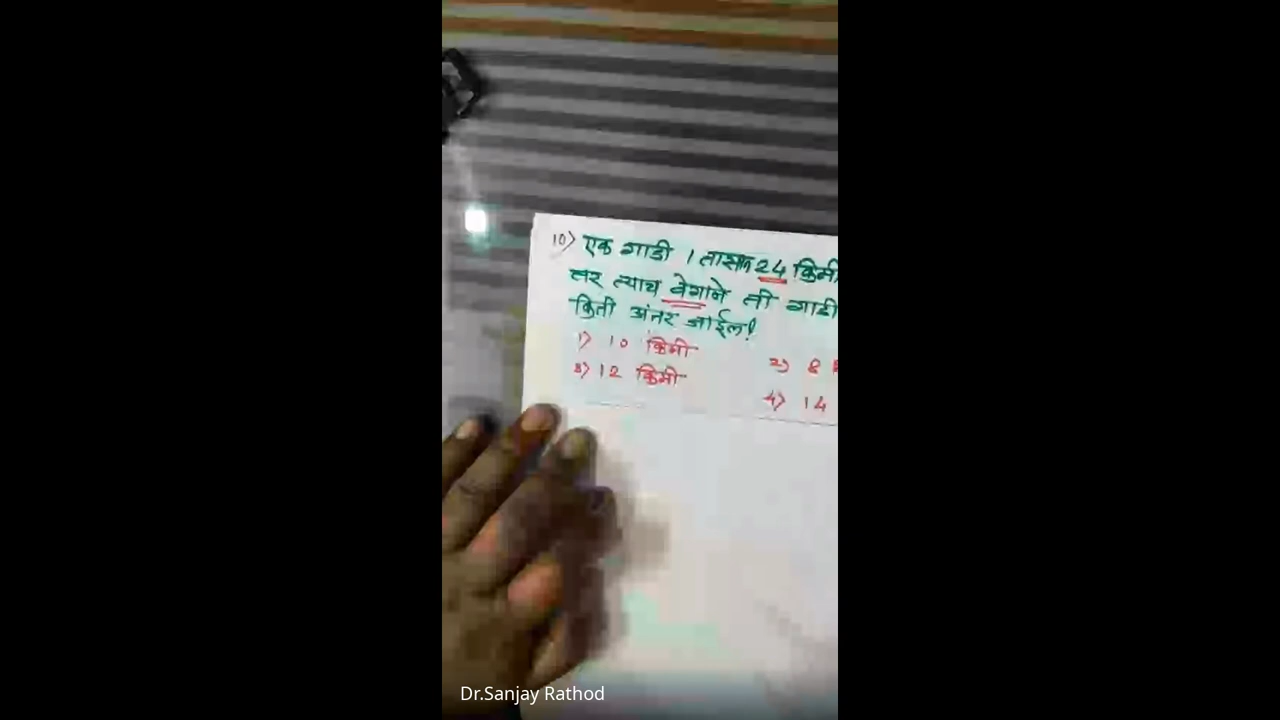 10) एक गाडी 1 तासात 24 किमी
तर त्याच वेगाने ती गाडी
किती अंतर जाईल?
1) 10 किमी
2) 8
3) 12 किमी
4) 14
Dr.Sanjay Rathod